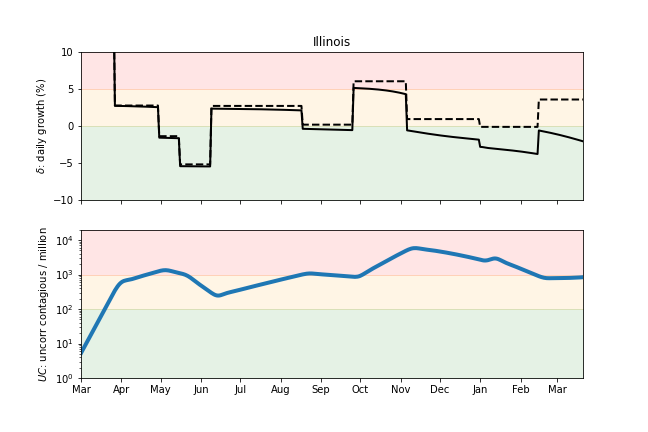 Illinois
δ: daily growth (%)
10
5
0
−5
−10
UC: uncorr contagious / million
10⁴
10³
10²
10¹
10⁰
Mar Apr May Jun Jul Aug Sep Oct Nov Dec Jan Feb Mar